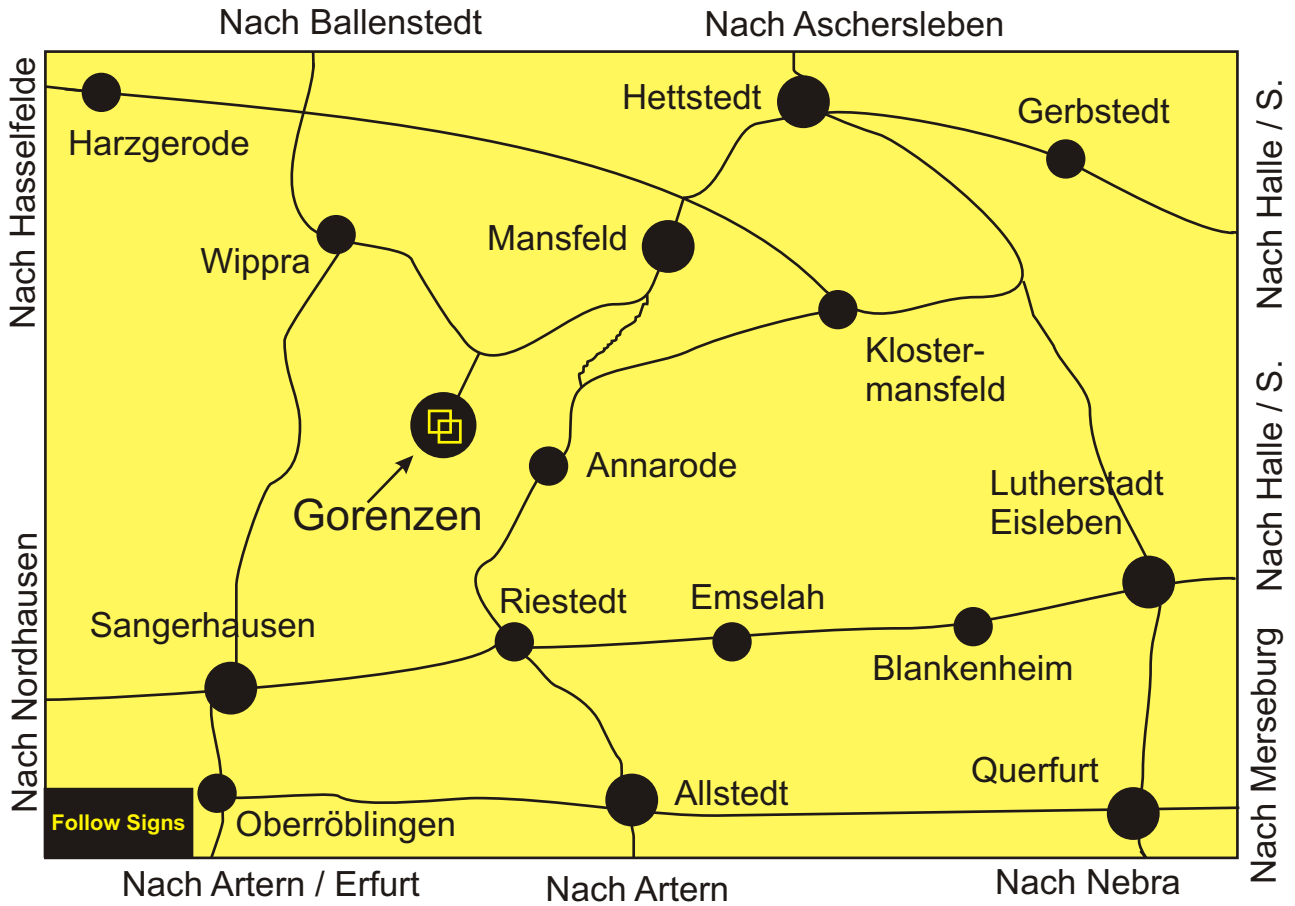 Nach Ballenstedt
Nach Aschersleben
Nach Hasselfelde
Harzgerode
Hettstedt
Gerbstedt
Nach Halle / S.
Wippra
Mansfeld
Kloster-
mansfeld
Nach Halle / S.
Annarode
Gorenzen
Lutherstadt
Eisleben
Nach Nordhausen
Sangerhausen
Riestedt
Emselah
Blankenheim
Nach Merseburg
Querfurt
Allstedt
Follow Signs
Oberröblingen
Nach Artern / Erfurt
Nach Artern
Nach Nebra